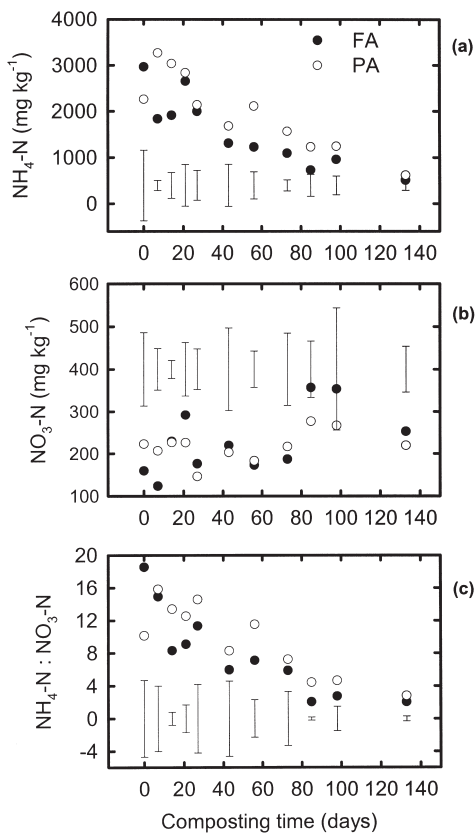 4000
3000
2000
1000
0
NH₄-N (mg kg⁻¹)
FA
PA
(a)
0 20 40 60 80 100 120 140
600
500
400
300
200
100
NO₃-N (mg kg⁻¹)
(b)
0 20 40 60 80 100 120 140
20
16
12
8
4
0
-4
NH₄-N : NO₃-N
(c)
0 20 40 60 80 100 120 140
Composting time (days)